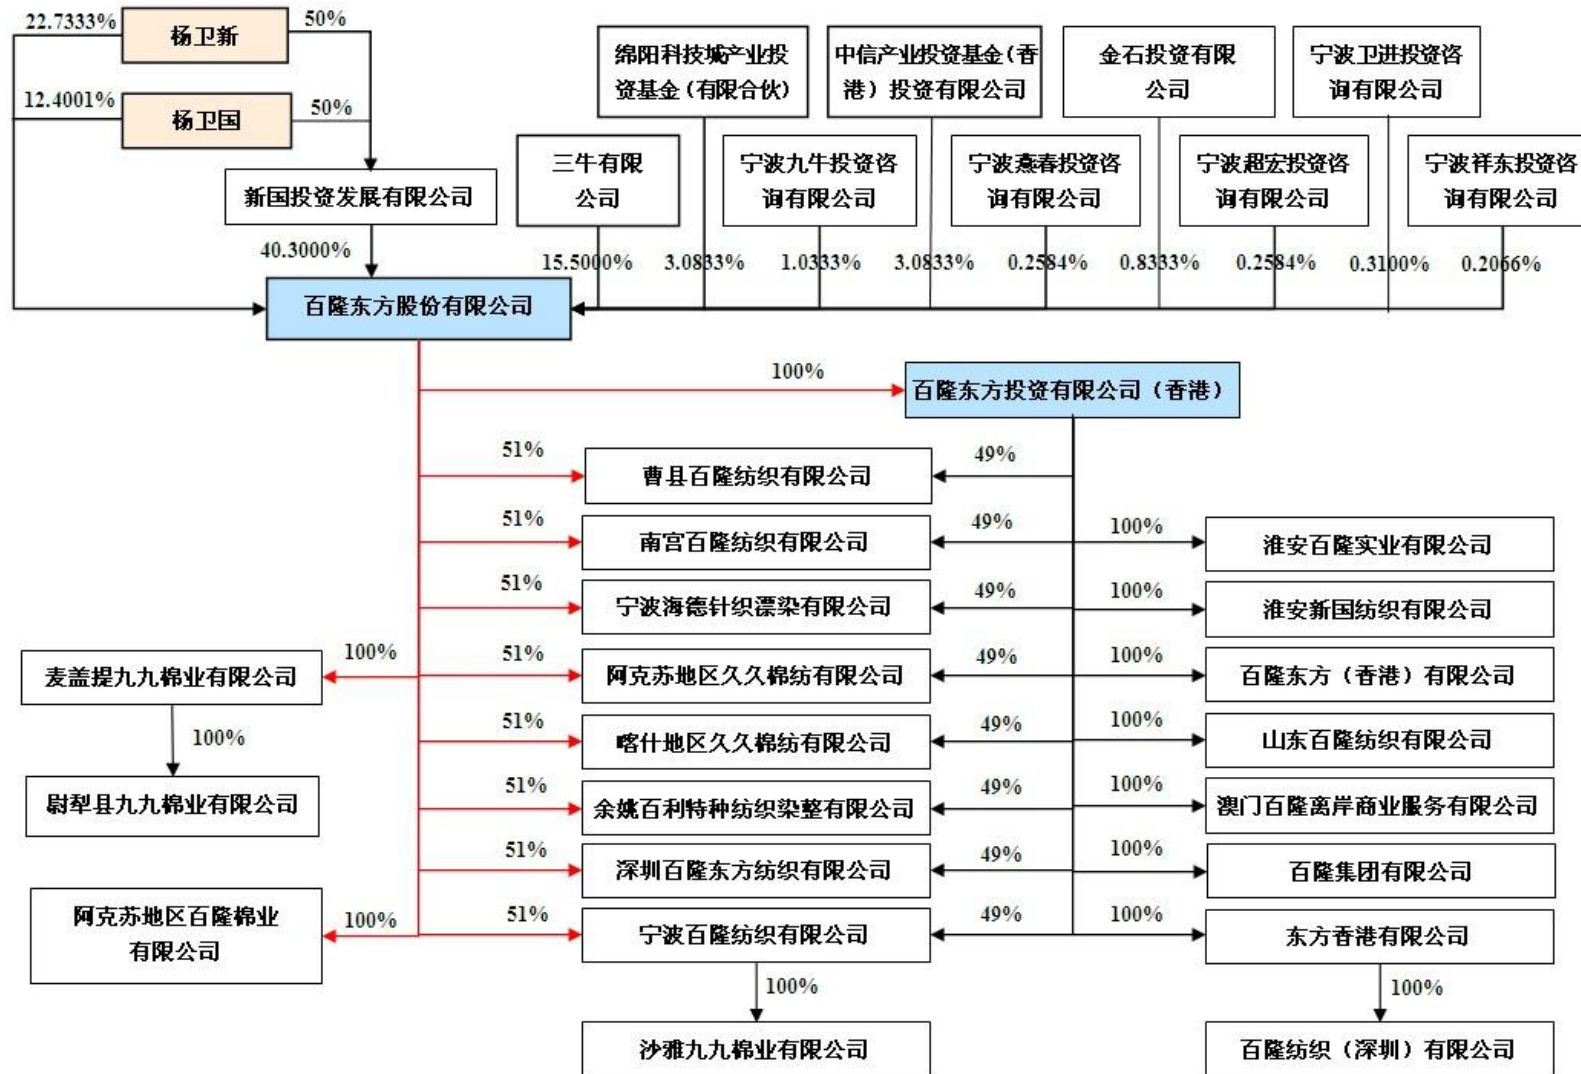 22.7333%
杨卫新
50%
12.4001%
杨卫国
50%
新国投资发展有限公司
40.3000%
绵阳科技城产业投
资基金（有限合伙）
中信产业投资基金（香
港）投资有限公司
金石投资有限
公司
宁波卫进投资咨
询有限公司
三牛有限
公司
宁波九牛投资咨
询有限公司
宁波燕春投资咨
询有限公司
宁波超宏投资咨
询有限公司
宁波祥东投资咨
询有限公司
15.5000%
3.0833%
1.0333%
3.0833%
0.2584%
0.8333%
0.2584%
0.3100%
0.2066%
百隆东方股份有限公司
100%
百隆东方投资有限公司（香港）
51%
曹县百隆纺织有限公司
49%
51%
南宫百隆纺织有限公司
49%
100%
淮安百隆实业有限公司
51%
宁波海德针织漂染有限公司
49%
100%
淮安新国纺织有限公司
麦盖提九九棉业有限公司
100%
51%
阿克苏地区久久棉纺有限公司
49%
100%
百隆东方（香港）有限公司
100%
51%
喀什地区久久棉纺有限公司
49%
100%
山东百隆纺织有限公司
尉犁县九九棉业有限公司
51%
余姚百利特种纺织染整有限公司
49%
100%
澳门百隆离岸商业服务有限公司
51%
深圳百隆东方纺织有限公司
49%
100%
百隆集团有限公司
阿克苏地区百隆棉业
有限公司
100%
51%
宁波百隆纺织有限公司
49%
100%
东方香港有限公司
100%
100%
沙雅九九棉业有限公司
百隆纺织（深圳）有限公司